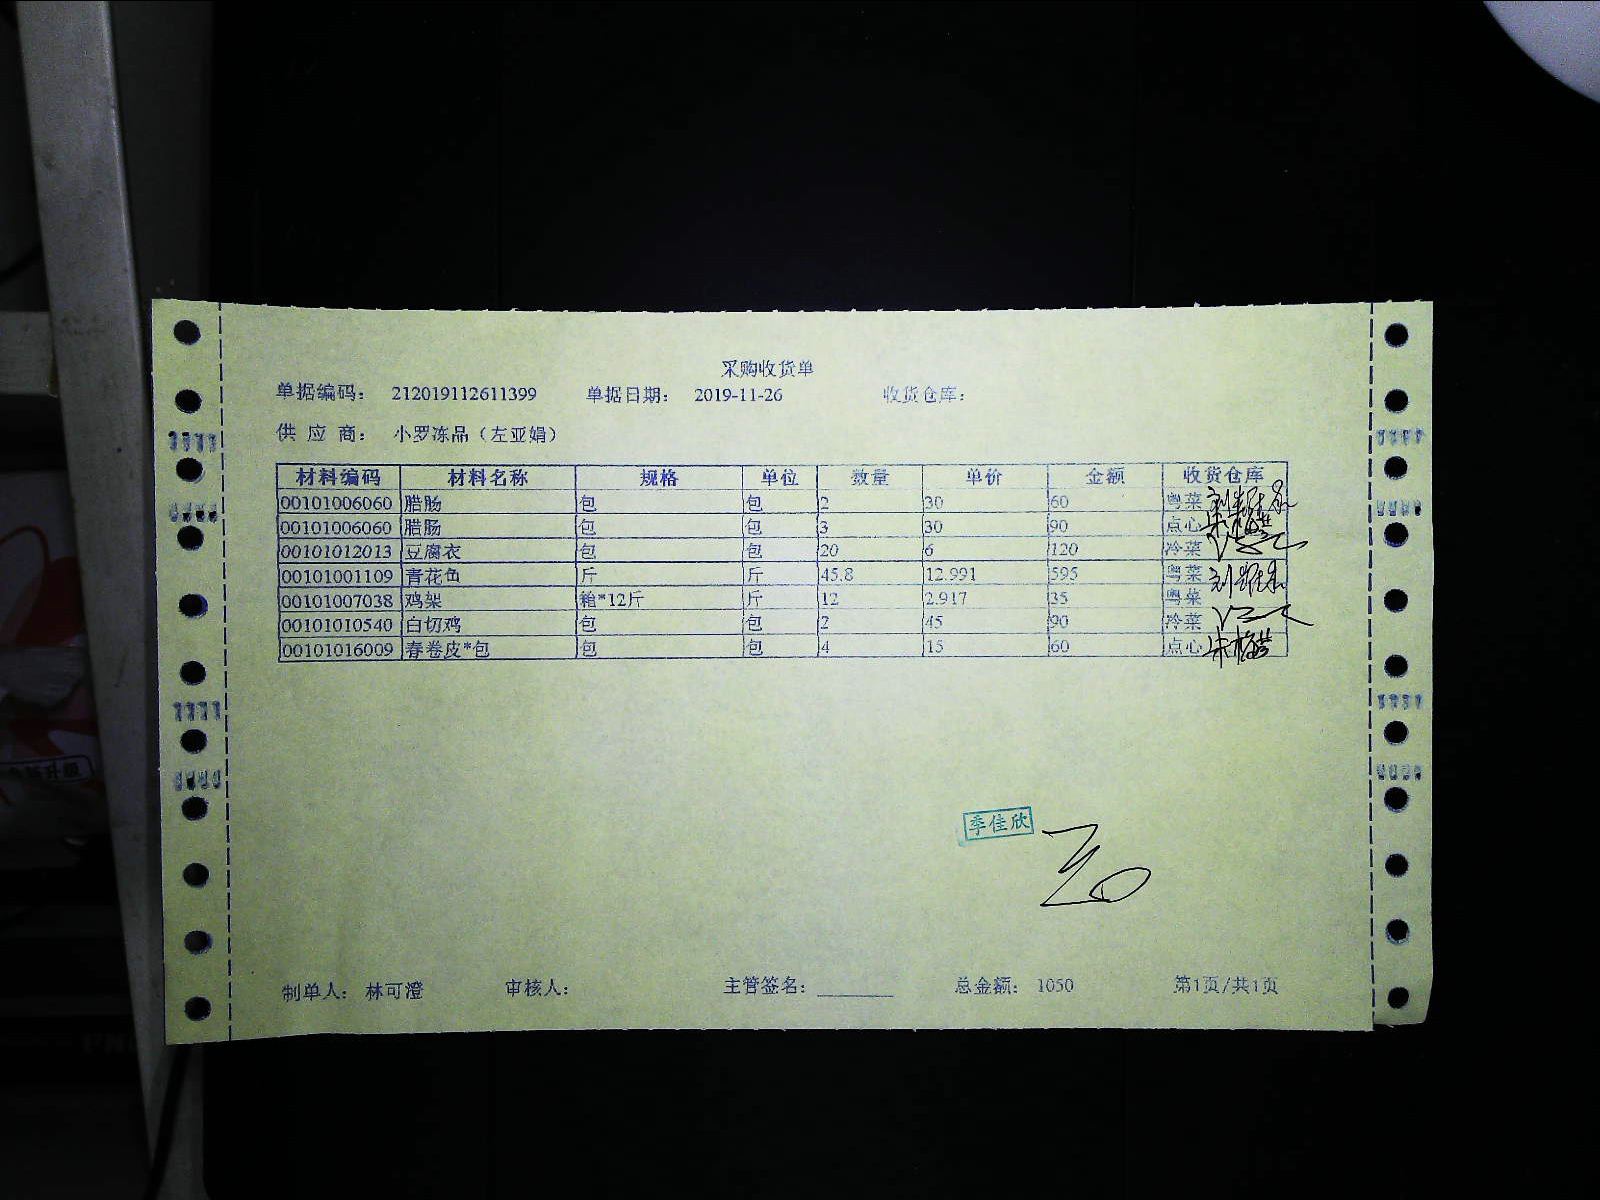 采购收货单
单据编码： 212019112611399 单据日期： 2019-11-26 收货仓库：
供 应 商： 小罗冻品（左亚娟）
材料编码 材料名称 规格 单位 数量 单价 金额 收货仓库
00101006060 腊肠 包 包 2 30 60 粤菜
00101006060 腊肠 包 包 3 30 90 点心
00101012013 豆腐衣 包 包 20 6 120 冷菜
00101001109 青花鱼 斤 斤 45.8 12.991 595 粤菜
00101007038 鸡架 箱*12斤 斤 12 2.917 35 粤菜
00101010540 白切鸡 包 包 2 45 90 冷菜
00101016009 春卷皮*包 包 包 4 15 60 点心
季佳欣
制单人： 林可澄 审核人： 主管签名： 总金额： 1050 第1页/共1页